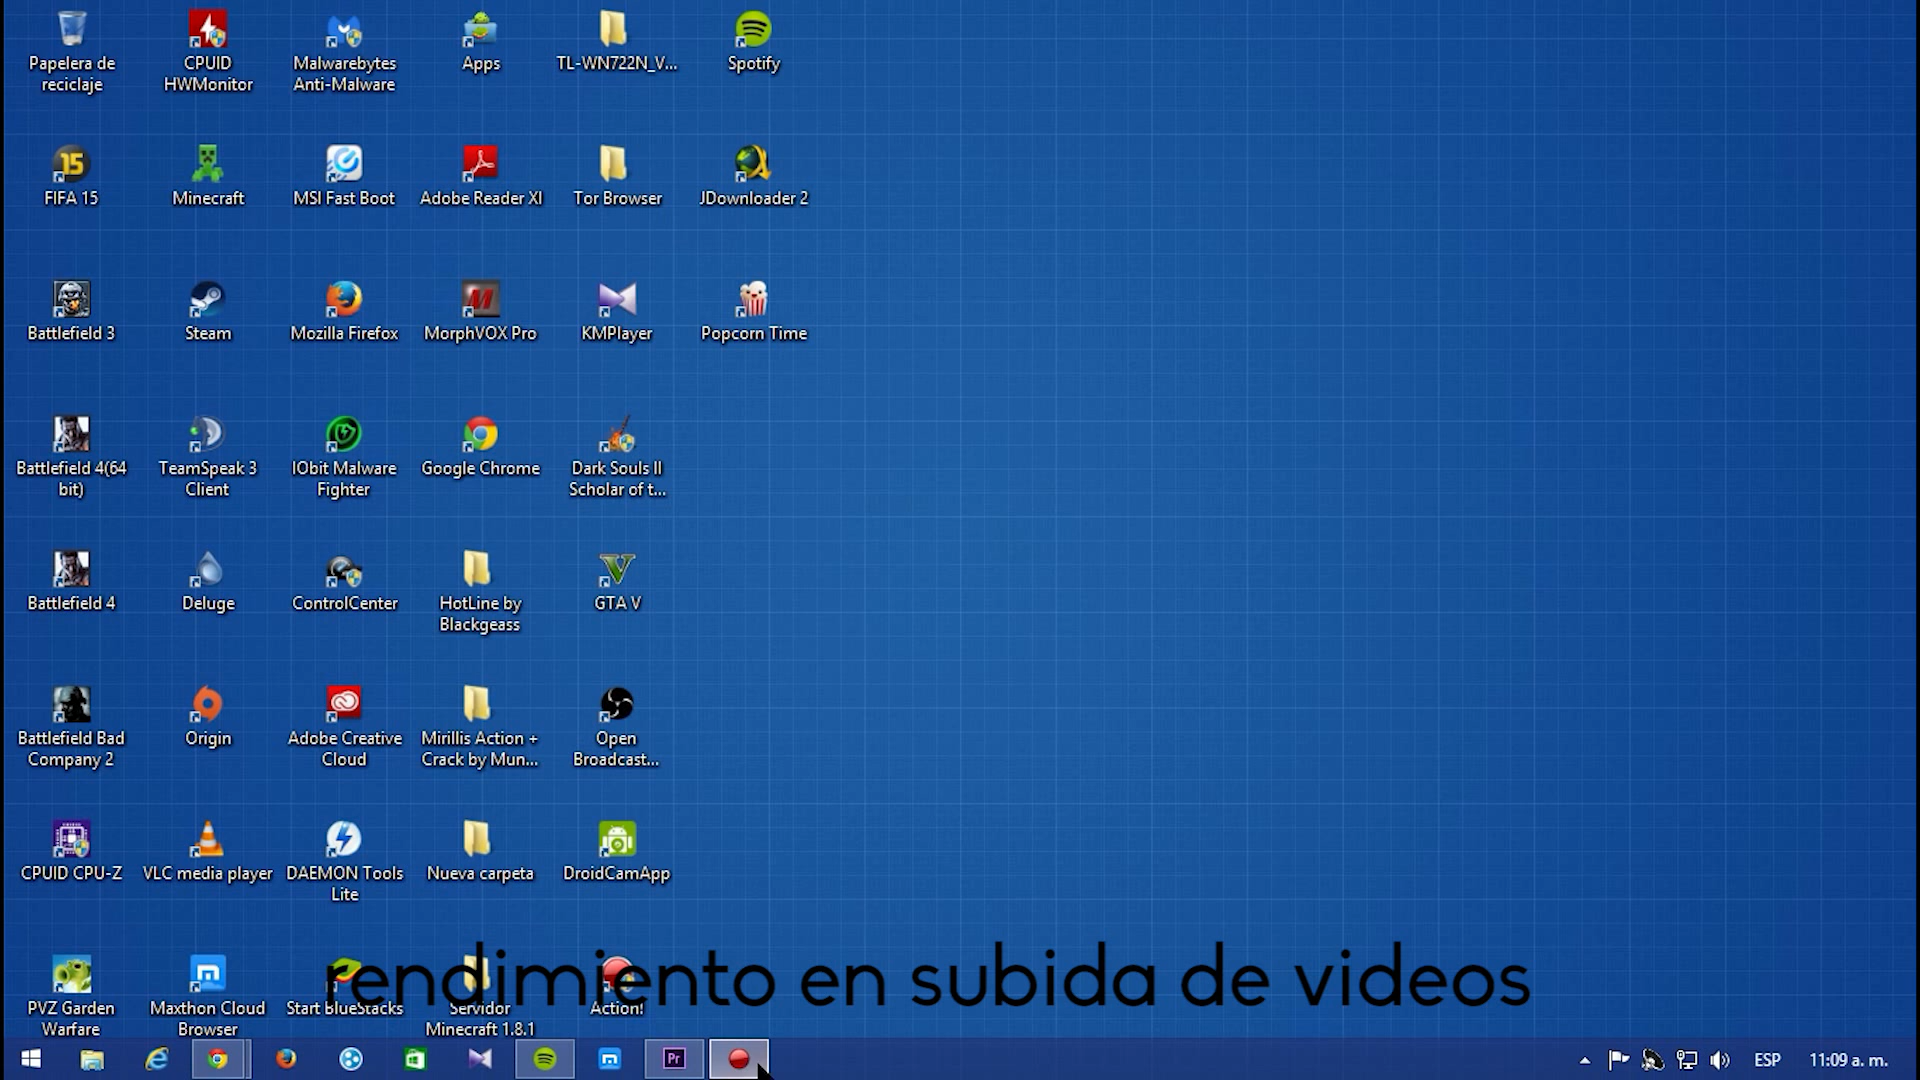 Papelera de
reciclaje
CPUID
HWMonitor
Malwarebytes
Anti-Malware
Apps
TL-WN722N_V...
Spotify
15
FIFA 15
Minecraft
MSI Fast Boot
Adobe Reader XI
Tor Browser
JDownloader 2
Battlefield 3
Steam
Mozilla Firefox
M
MorphVOX Pro
KMPlayer
Popcorn Time
Battlefield 4(64
bit)
TeamSpeak 3
Client
IObit Malware
Fighter
Google Chrome
Dark Souls II
Scholar of t...
Battlefield 4
Deluge
ControlCenter
HotLine by
Blackgeass
V
GTA V
Battlefield Bad
Company 2
Origin
Adobe Creative
Cloud
Mirillis Action +
Crack by Mun...
Open
Broadcast...
CPUID CPU-Z
VLC media player
DAEMON Tools
Lite
Nueva carpeta
DroidCamApp
PVZ Garden
Warfare
Maxthon Cloud
Browser
Start BlueStacks
Servidor
Minecraft 1.8.1
Action!
rendimiento en subida de videos
Pr
ESP
11:09 a. m.